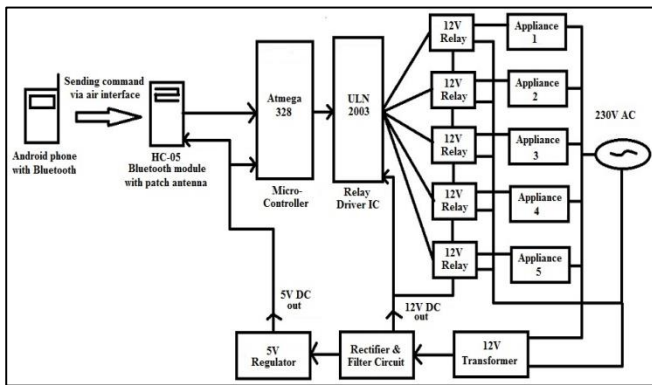 Sending command
via air interface
Android phone
with Bluetooth
HC-05
Bluetooth module
with patch antenna
Atmega
328
Micro-
Controller
ULN
2003
Relay
Driver IC
12V
Relay
Appliance
1
12V
Relay
Appliance
2
12V
Relay
Appliance
3
12V
Relay
Appliance
4
12V
Relay
Appliance
5
230V AC
5V DC
out
12V DC
out
5V
Regulator
Rectifier &
Filter Circuit
12V
Transformer